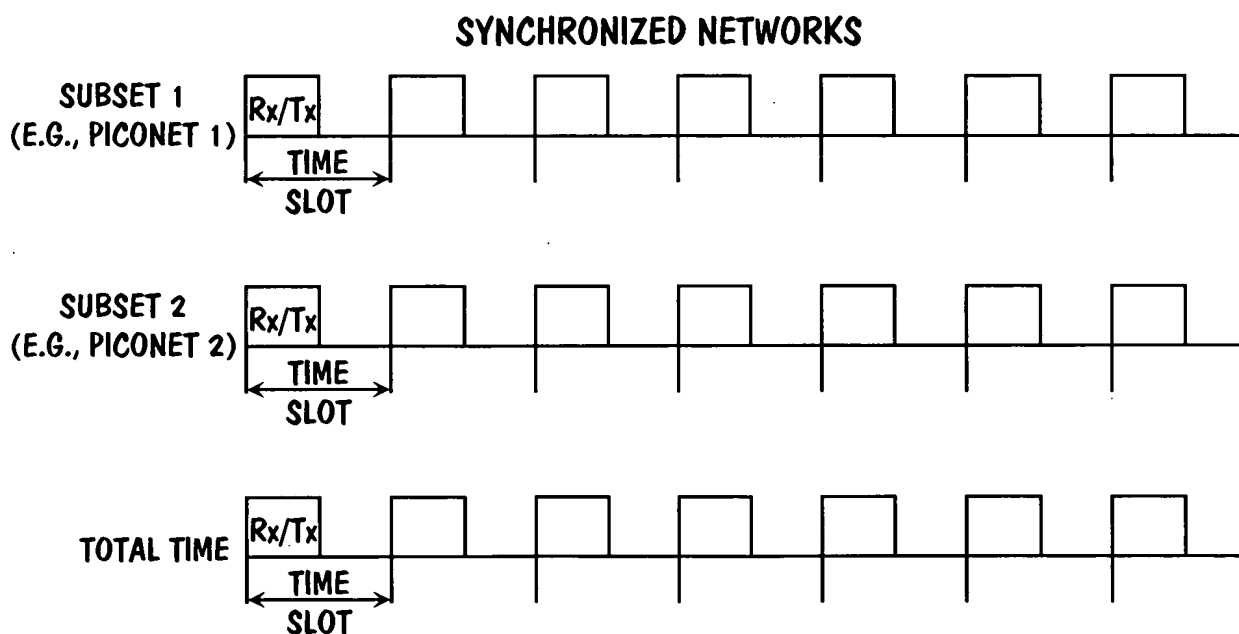 SYNCHRONIZED NETWORKS
SUBSET 1
(E.G., PICONET 1)
Rx/Tx
TIME
SLOT
SUBSET 2
(E.G., PICONET 2)
Rx/Tx
TIME
SLOT
TOTAL TIME
Rx/Tx
TIME
SLOT